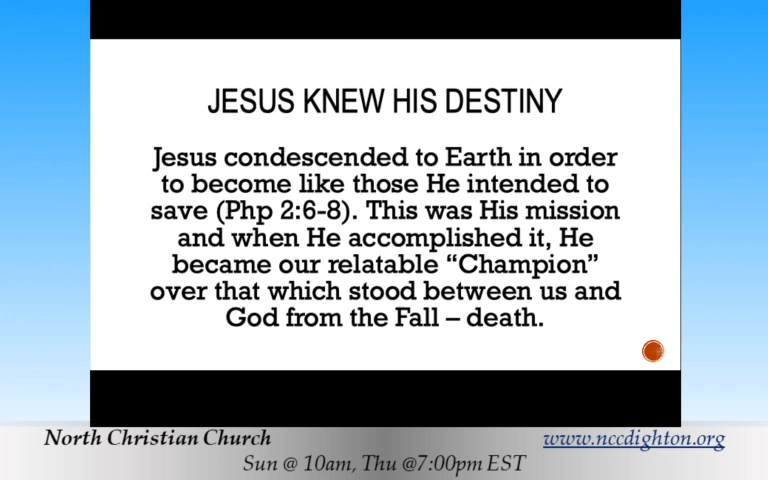 JESUS KNEW HIS DESTINY
Jesus condescended to Earth in order
to become like those He intended to
save (Php 2:6-8). This was His mission
and when He accomplished it, He
became our relatable “Champion”
over that which stood between us and
God from the Fall – death.
North Christian Church
www.nccdighton.org
Sun @ 10am, Thu @7:00pm EST